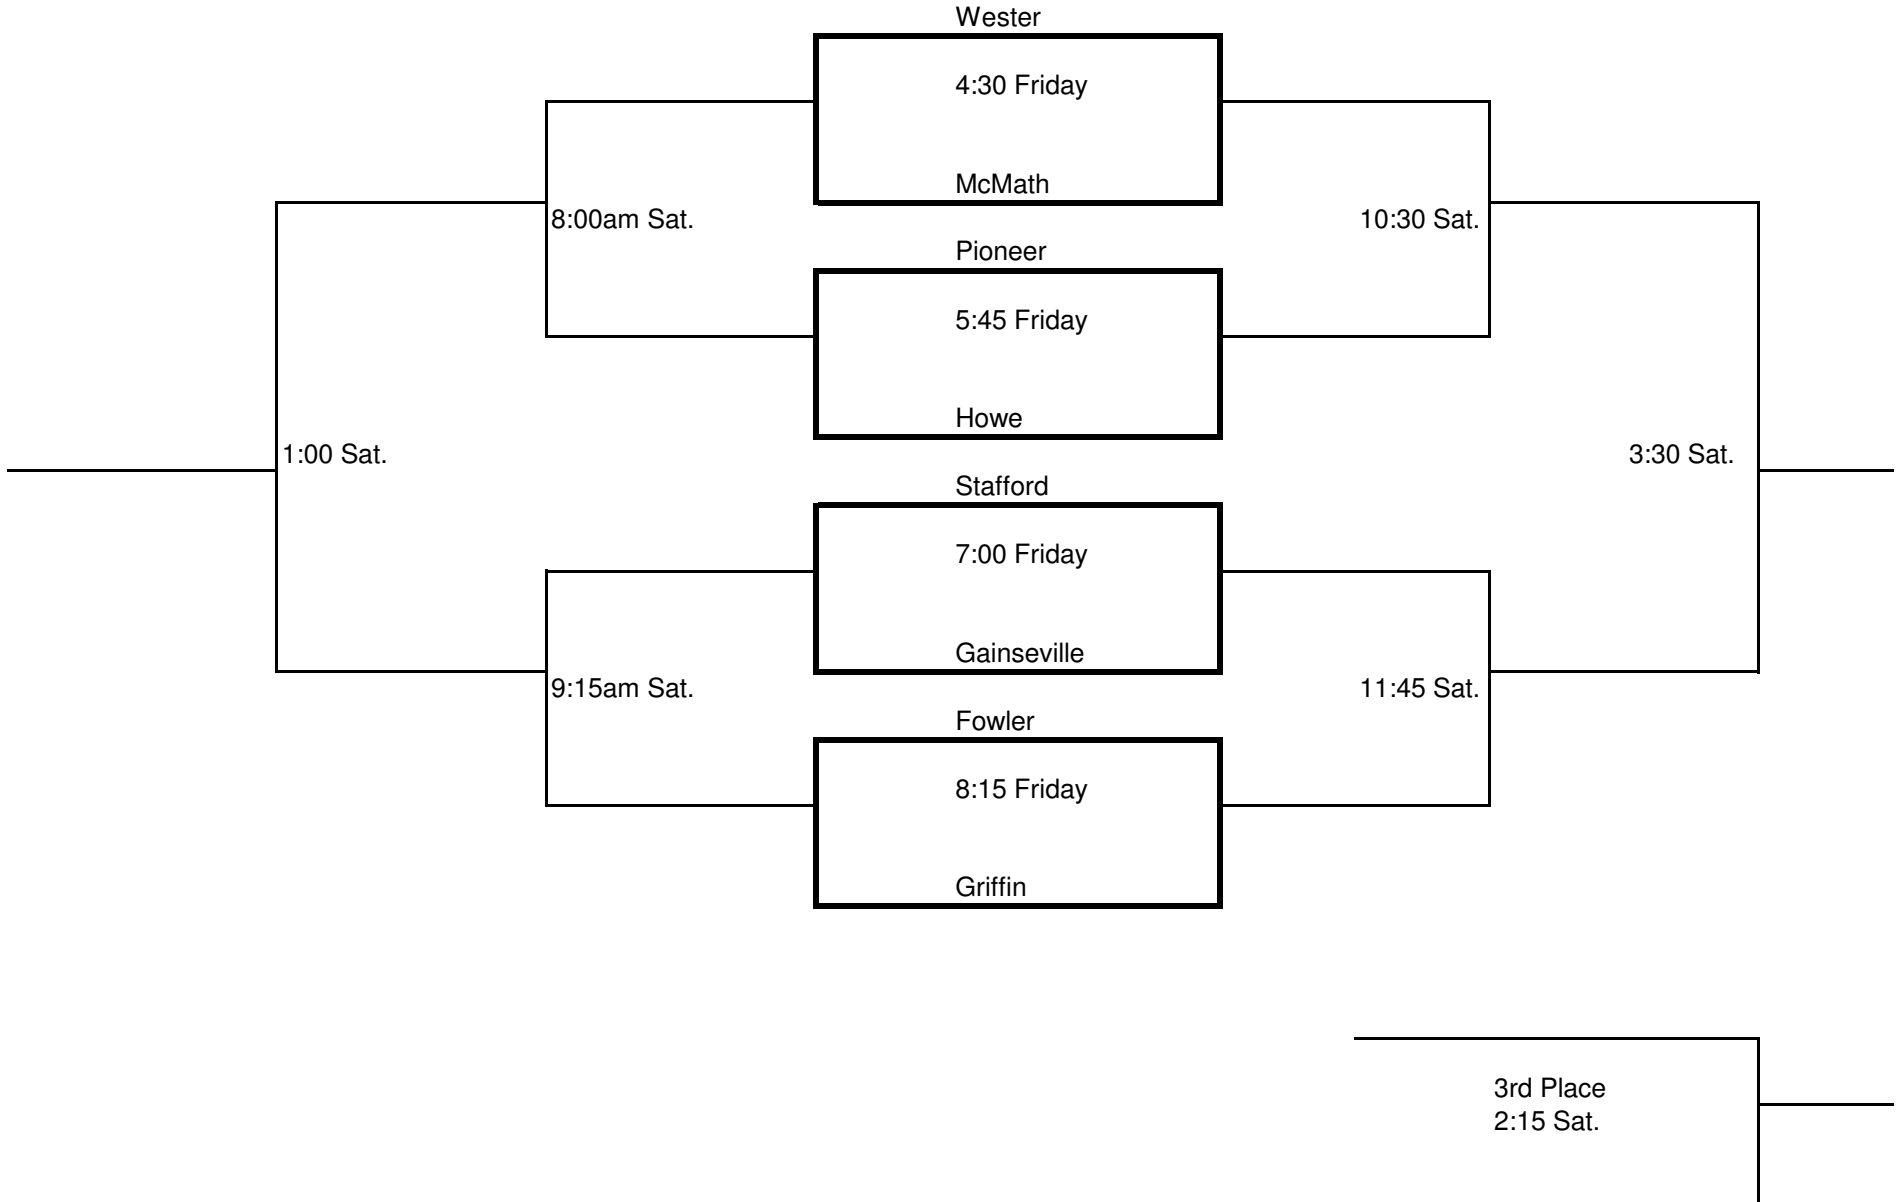 Wester
4:30 Friday
McMath
8:00am Sat.
10:30 Sat.
Pioneer
5:45 Friday
Howe
1:00 Sat.
3:30 Sat.
Stafford
7:00 Friday
Gainseville
9:15am Sat.
11:45 Sat.
Fowler
8:15 Friday
Griffin
3rd Place
2:15 Sat.